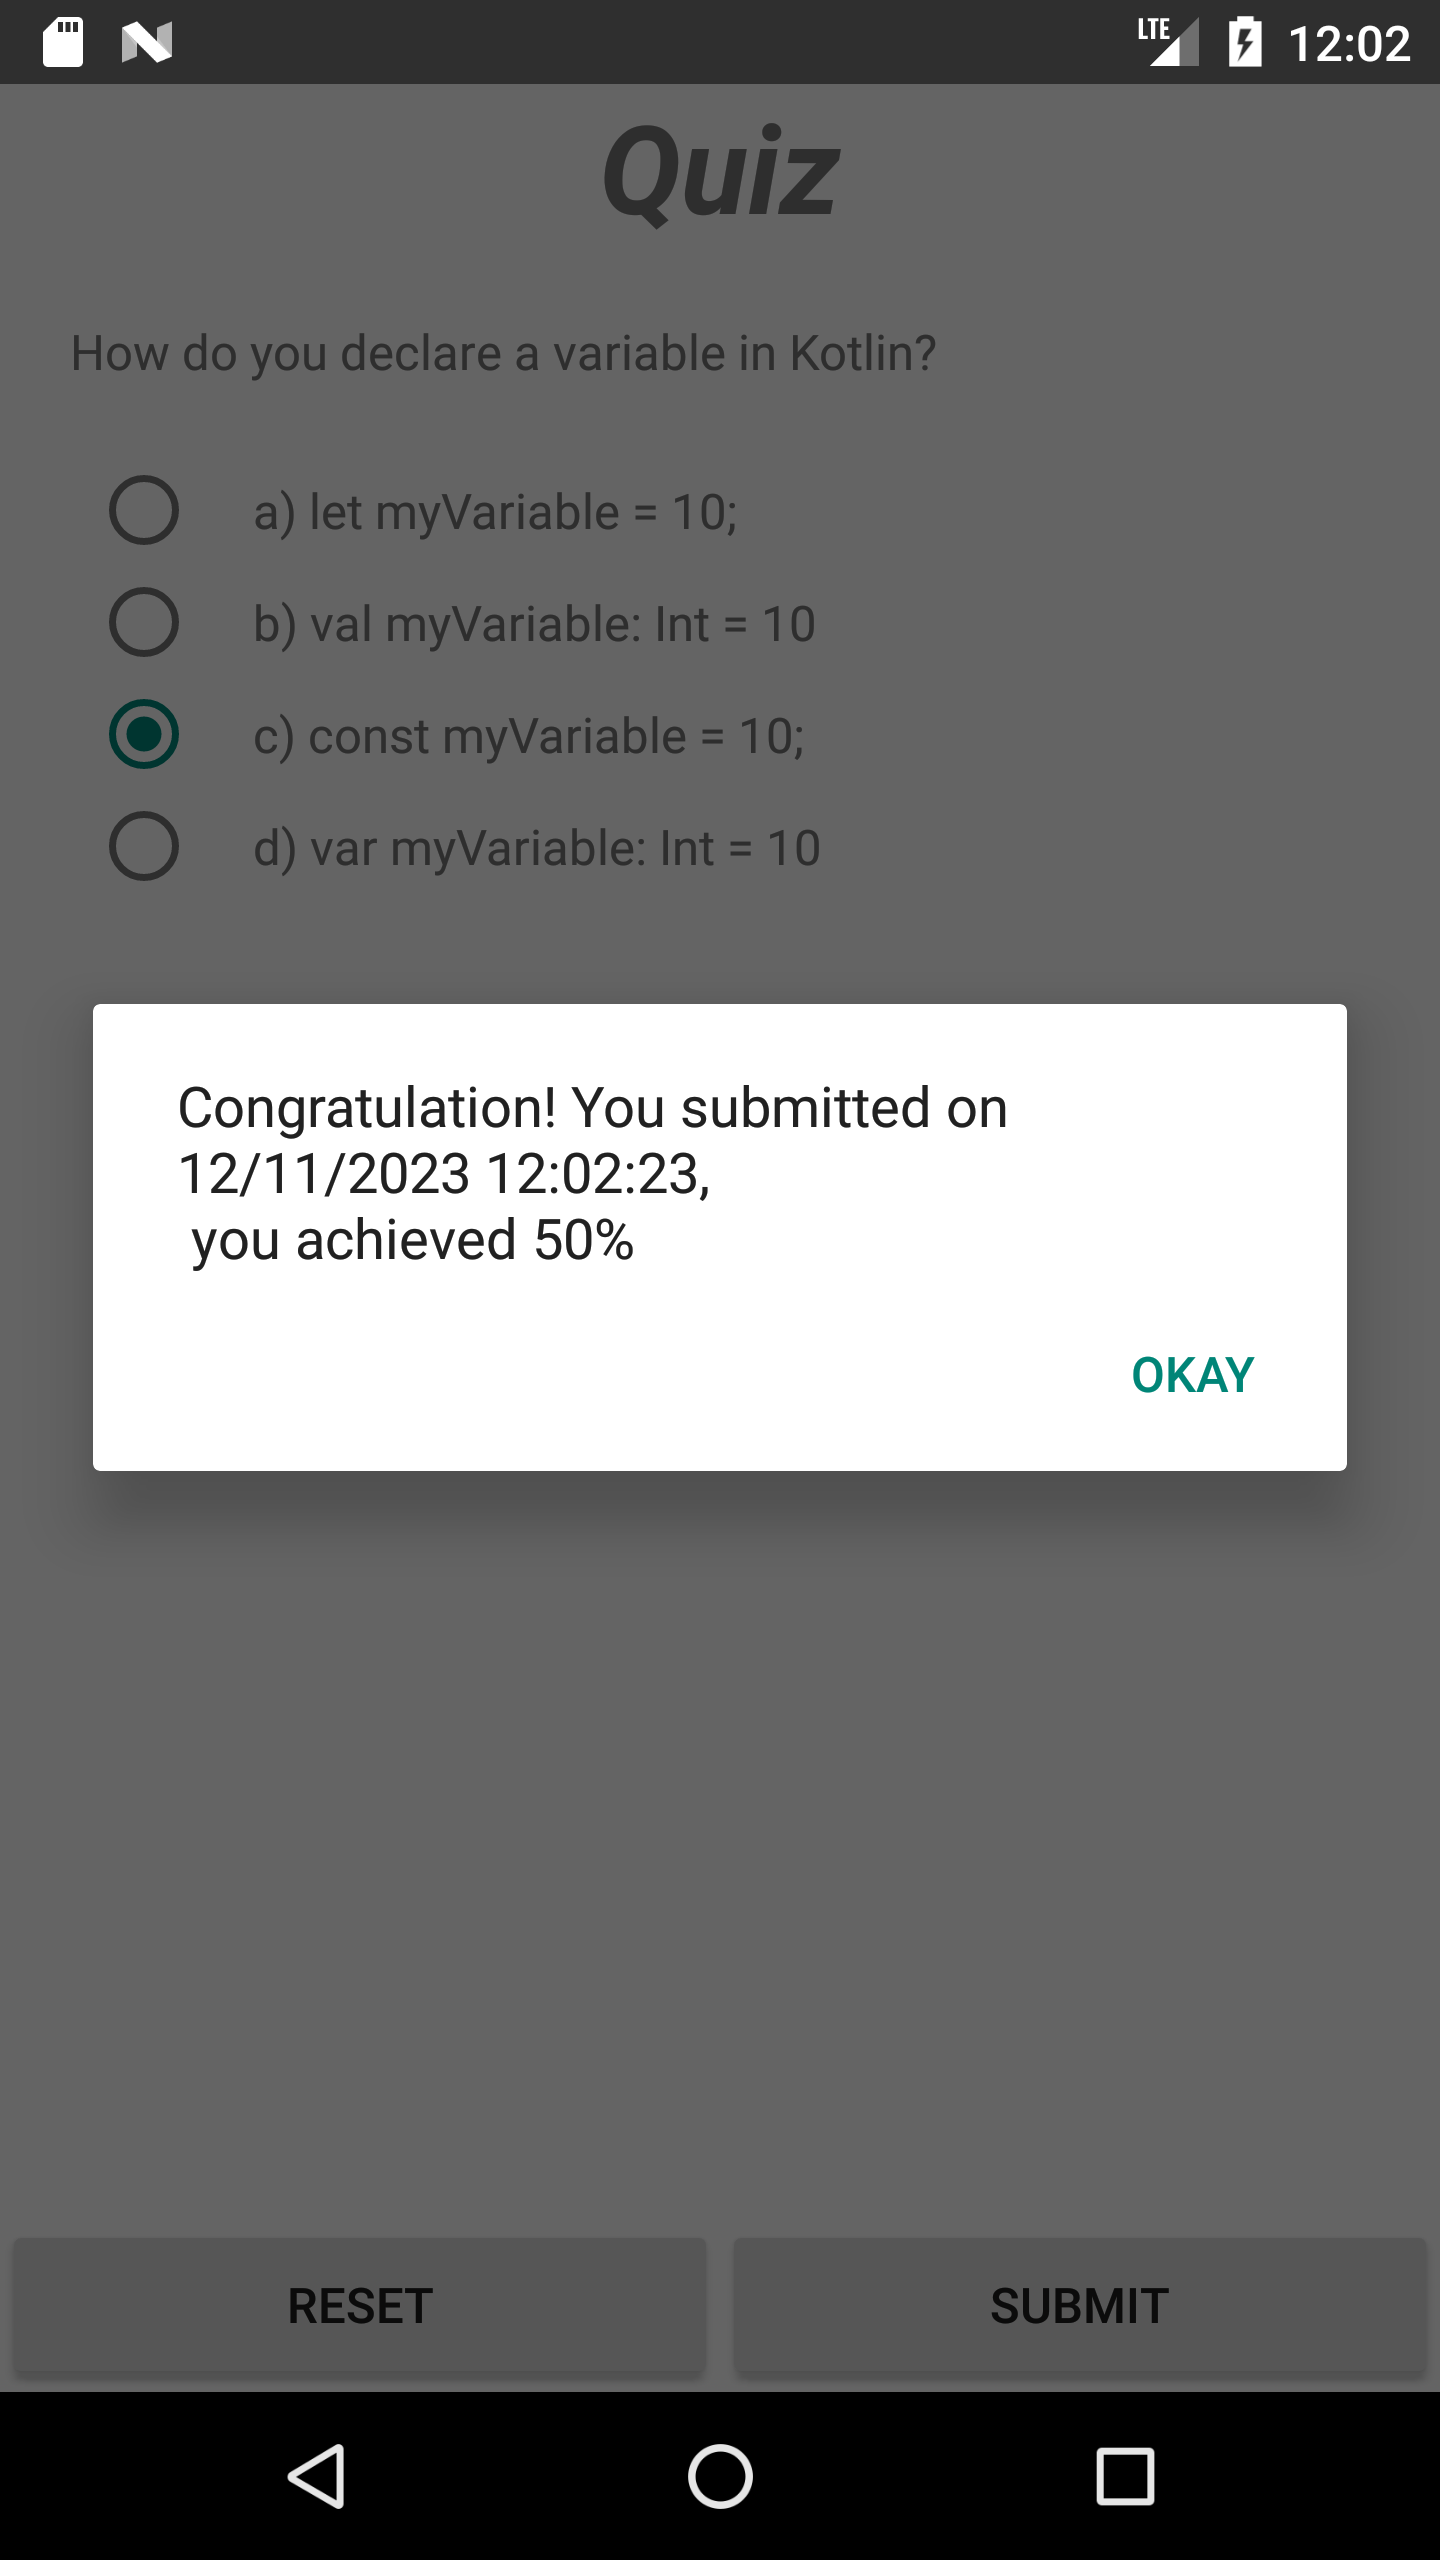 LTE 12:02
Quiz
How do you declare a variable in Kotlin?
a) let myVariable = 10;
b) val myVariable: Int = 10
c) const myVariable = 10;
d) var myVariable: Int = 10
Congratulation! You submitted on
12/11/2023 12:02:23,
you achieved 50%
OKAY
RESET SUBMIT